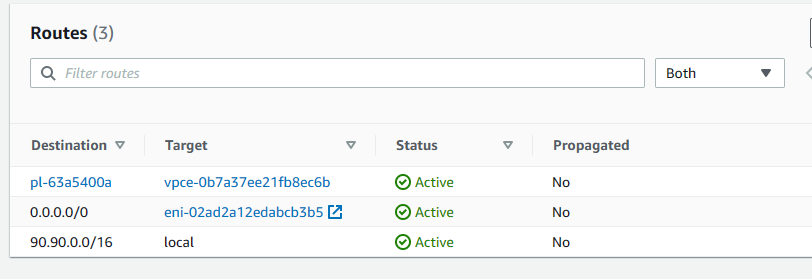 Routes (3)
Filter routes
Both
Destination Target Status Propagated
pl-63a5400a vpce-0b7a37ee21fb8ec6b Active No
0.0.0.0/0 eni-02ad2a12edabcb3b5 Active No
90.90.0.0/16 local Active No